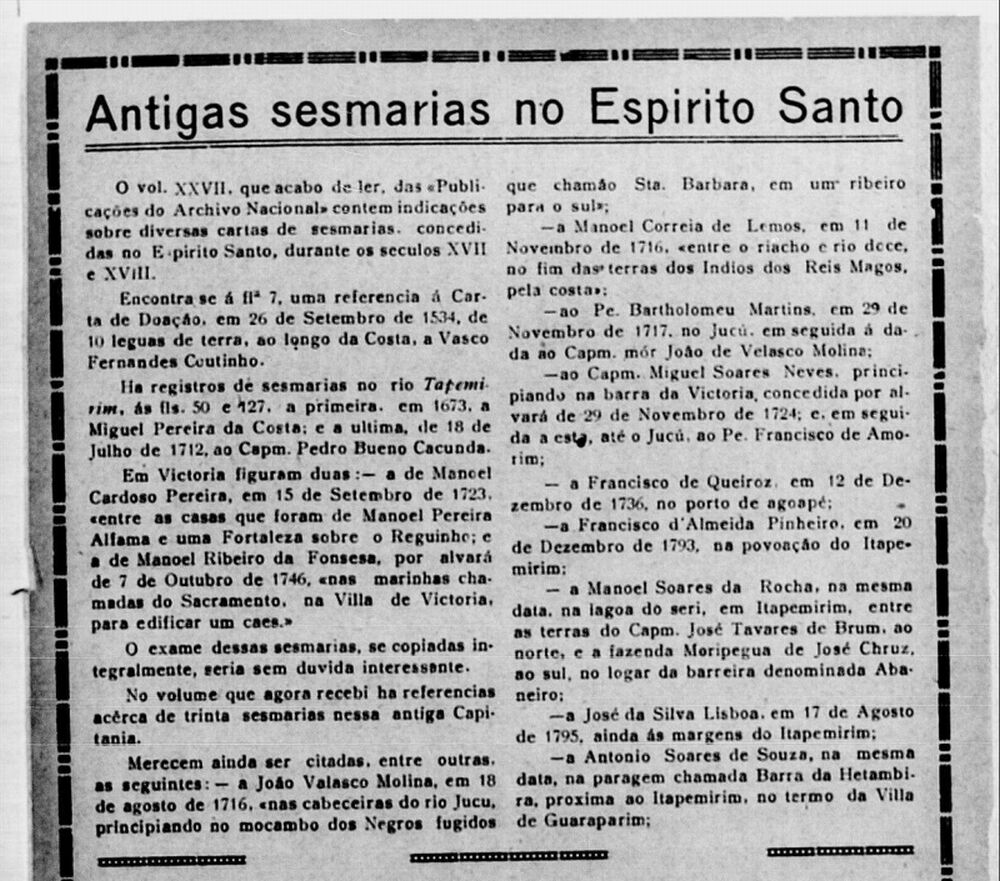 Antigas sesmarias no Espirito Santo
O vol. XXVII, que acabo de ler, das «Publi-
cações do Archivo Nacional» contem indicações
sobre diversas cartas de sesmarias, concedi-
das no E pirito Santo, durante os seculos XVII
e XVIII.
Encontra se á flª 7, uma referencia á Car-
ta de Doação, em 26 de Setembro de 1534, de
10 leguas de terra, ao longo da Costa, a Vasco
Fernandes Coutinho.
Ha registros de sesmarias no rio Tapemi-
rim, ás fls. 50 e 127, a primeira, em 1673, a
Miguel Pereira da Costa; e a ultima, de 18 de
Julho de 1712, ao Capm. Pedro Bueno Cacunda.
Em Victoria figuram duas:— a de Manoel
Cardoso Pereira, em 15 de Setembro de 1723,
«entre as casas que foram de Manoel Pereira
Alfama e uma Fortaleza sobre o Reguinho; e
a de Manoel Ribeiro da Fonsesa, por alvará
de 7 de Outubro de 1746, «nas marinhas cha-
madas do Sacramento, na Villa de Victoria,
para edificar um caes.»
O exame dessas sesmarias, se copiadas in-
tegralmente, seria sem duvida interessante.
No volume que agora recebi ha referencias
acêrca de trinta sesmarias nessa antiga Capi-
tania.
Merecem ainda ser citadas, entre outras,
as seguintes:— a João Valasco Molina, em 18
de agosto de 1716, «nas cabeceiras do rio Jucu,
principiando no mocambo dos Negros fugidos
que chamão Sta. Barbara, em um ribeiro
para o sul»;
—a Manoel Correia de Lemos, em 11 de
Novembro de 1716, «entre o riacho e rio doce,
no fim das terras dos Indios dos Reis Magos,
pela costa»;
—ao Pe. Bartholomeu Martins, em 29 de
Novembro de 1717, no Jucú, em seguida á da-
da ao Capm. mór João de Velasco Molina;
—ao Capm. Miguel Soares Neves, princi-
piando na barra da Victoria, concedida por al-
vará de 29 de Novembro de 1724; e, em segui-
da a esta, até o Jucú, ao Pe. Francisco de Amo-
rim;
— a Francisco de Queiroz, em 12 de De-
zembro de 1736, no porto de agoapé;
—a Francisco d'Almeida Pinheiro, em 20
de Dezembro de 1793, na povoação do Itape-
mirim;
— a Manoel Soares da Rocha, na mesma
data, na lagoa do seri, em Itapemirim, entre
as terras do Capm. José Tavares de Brum, ao
norte, e a fazenda Moripegua de José Chruz,
ao sul, no logar da barreira denominada Aba-
neiro;
—a José da Silva Lisboa, em 17 de Agosto
de 1795, ainda ás margens do Itapemirim;
—a Antonio Soares de Souza, na mesma
data, na paragem chamada Barra da Hetambi-
ra, proxima ao Itapemirim, no termo da Villa
de Guaraparim;